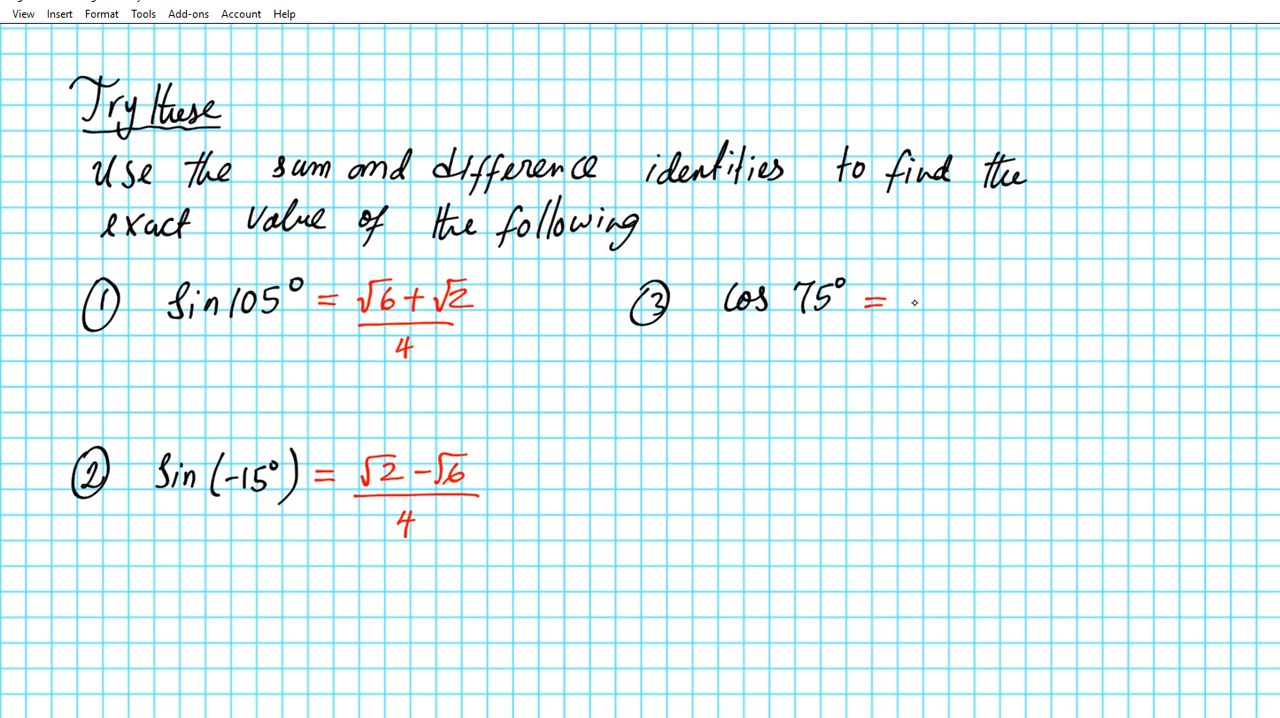 View Insert Format Tools Add-ons Account Help
Try these
Use the sum and difference identities to find the
exact value of the following
① sin 105° = √6 + √2 / 4
③ cos 75° =
② sin (-15°) = √2 - √6 / 4